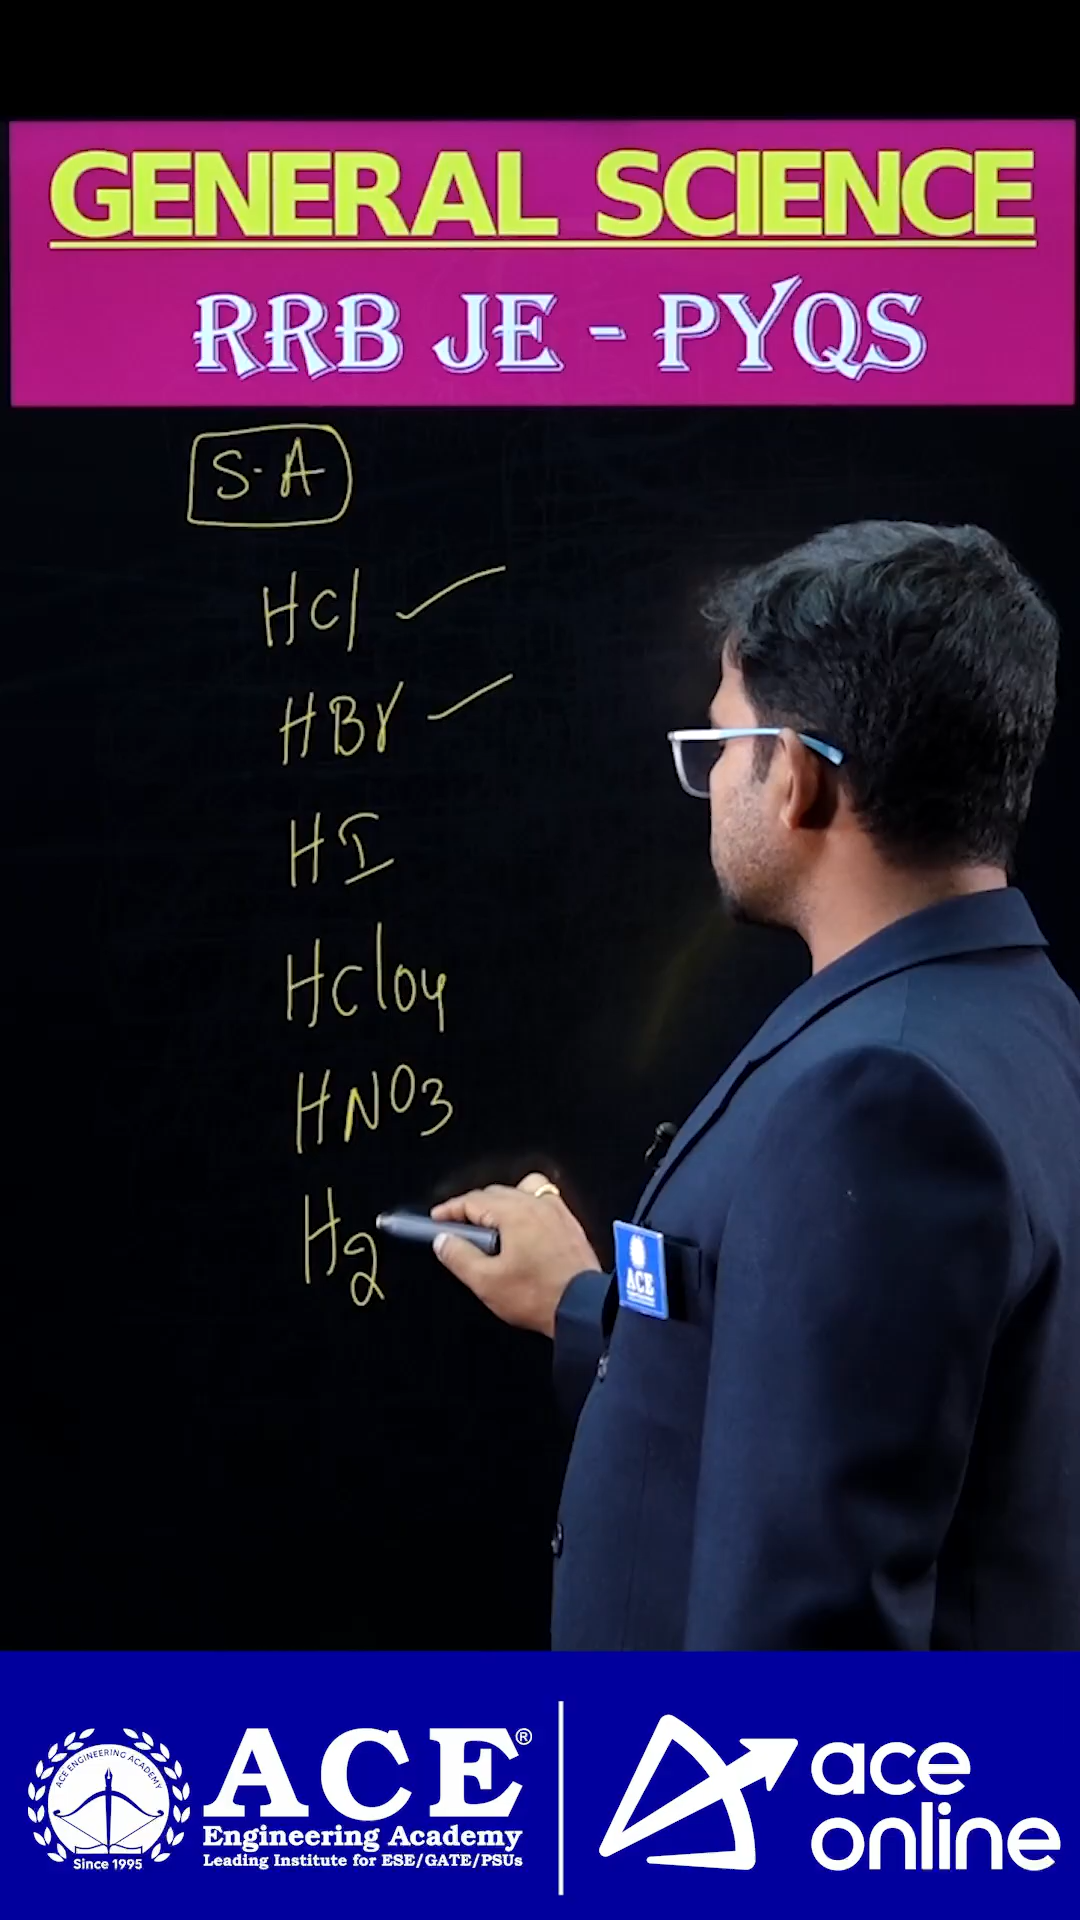 GENERAL SCIENCE
RRB JE - PYQS
S-A
HCl
HBr
HI
HClO4
HNO3
H2
ACE
ACE ENGINEERING ACADEMY
Since 1995
ACE®
Engineering Academy
Leading Institute for ESE/GATE/PSUs
ace
online